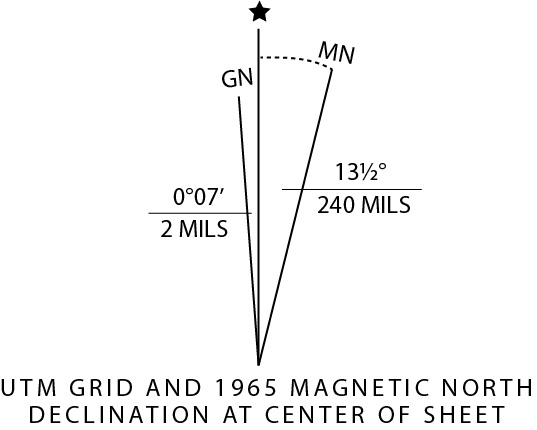 MN
GN
13½°
240 MILS
0°07′
2 MILS
UTM GRID AND 1965 MAGNETIC NORTH
DECLINATION AT CENTER OF SHEET